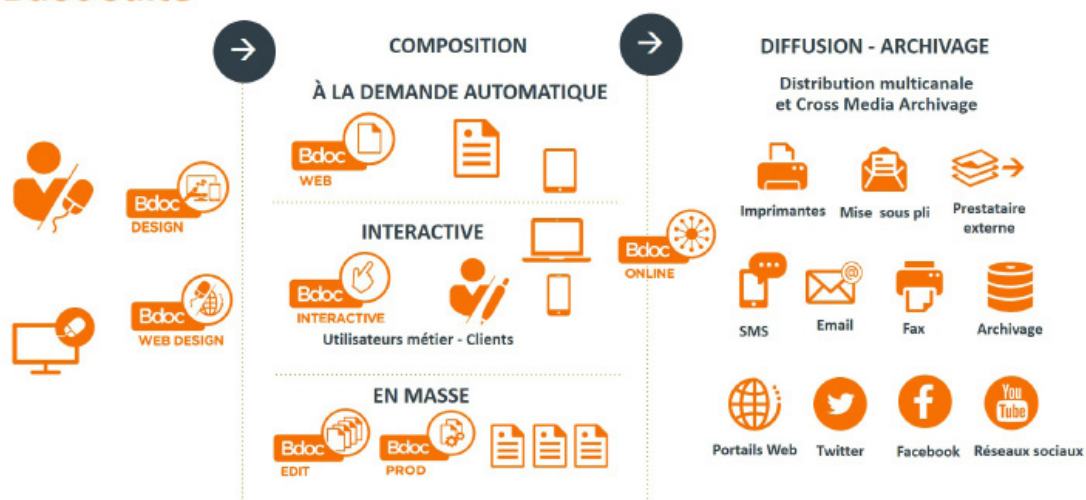 COMPOSITION
À LA DEMANDE AUTOMATIQUE
Bdoc
WEB
Bdoc
DESIGN
Bdoc
WEB DESIGN
INTERACTIVE
Bdoc
INTERACTIVE
Utilisateurs métier - Clients
EN MASSE
Bdoc
EDIT
Bdoc
PROD
Bdoc
ONLINE
DIFFUSION - ARCHIVAGE
Distribution multicanale
et Cross Media Archivage
Imprimantes
Mise sous pli
Prestataire
externe
SMS
@
Email
Fax
Archivage
Portails Web
Twitter
f
Facebook
You
Tube
Réseaux sociaux